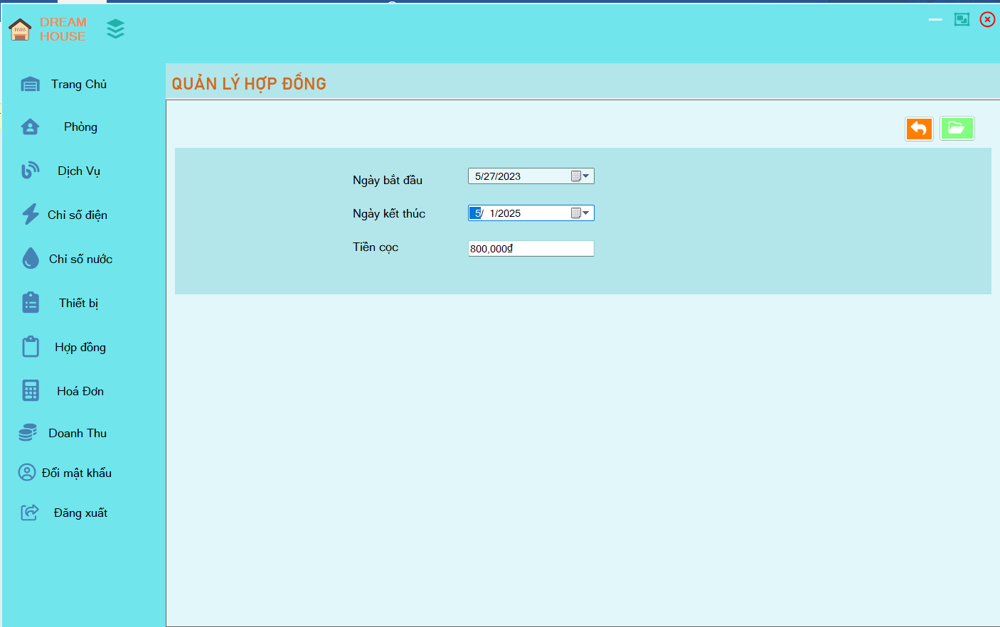 DREAM
HOUSE
Trang Chủ
Phòng
Dịch Vụ
Chỉ số điện
Chỉ số nước
Thiết bị
Hợp đồng
Hoá Đơn
Doanh Thu
Đổi mật khẩu
Đăng xuất
QUẢN LÝ HỢP ĐỒNG
Ngày bắt đầu 5/27/2023
Ngày kết thúc 5/ 1/2025
Tiền cọc 800,000₫